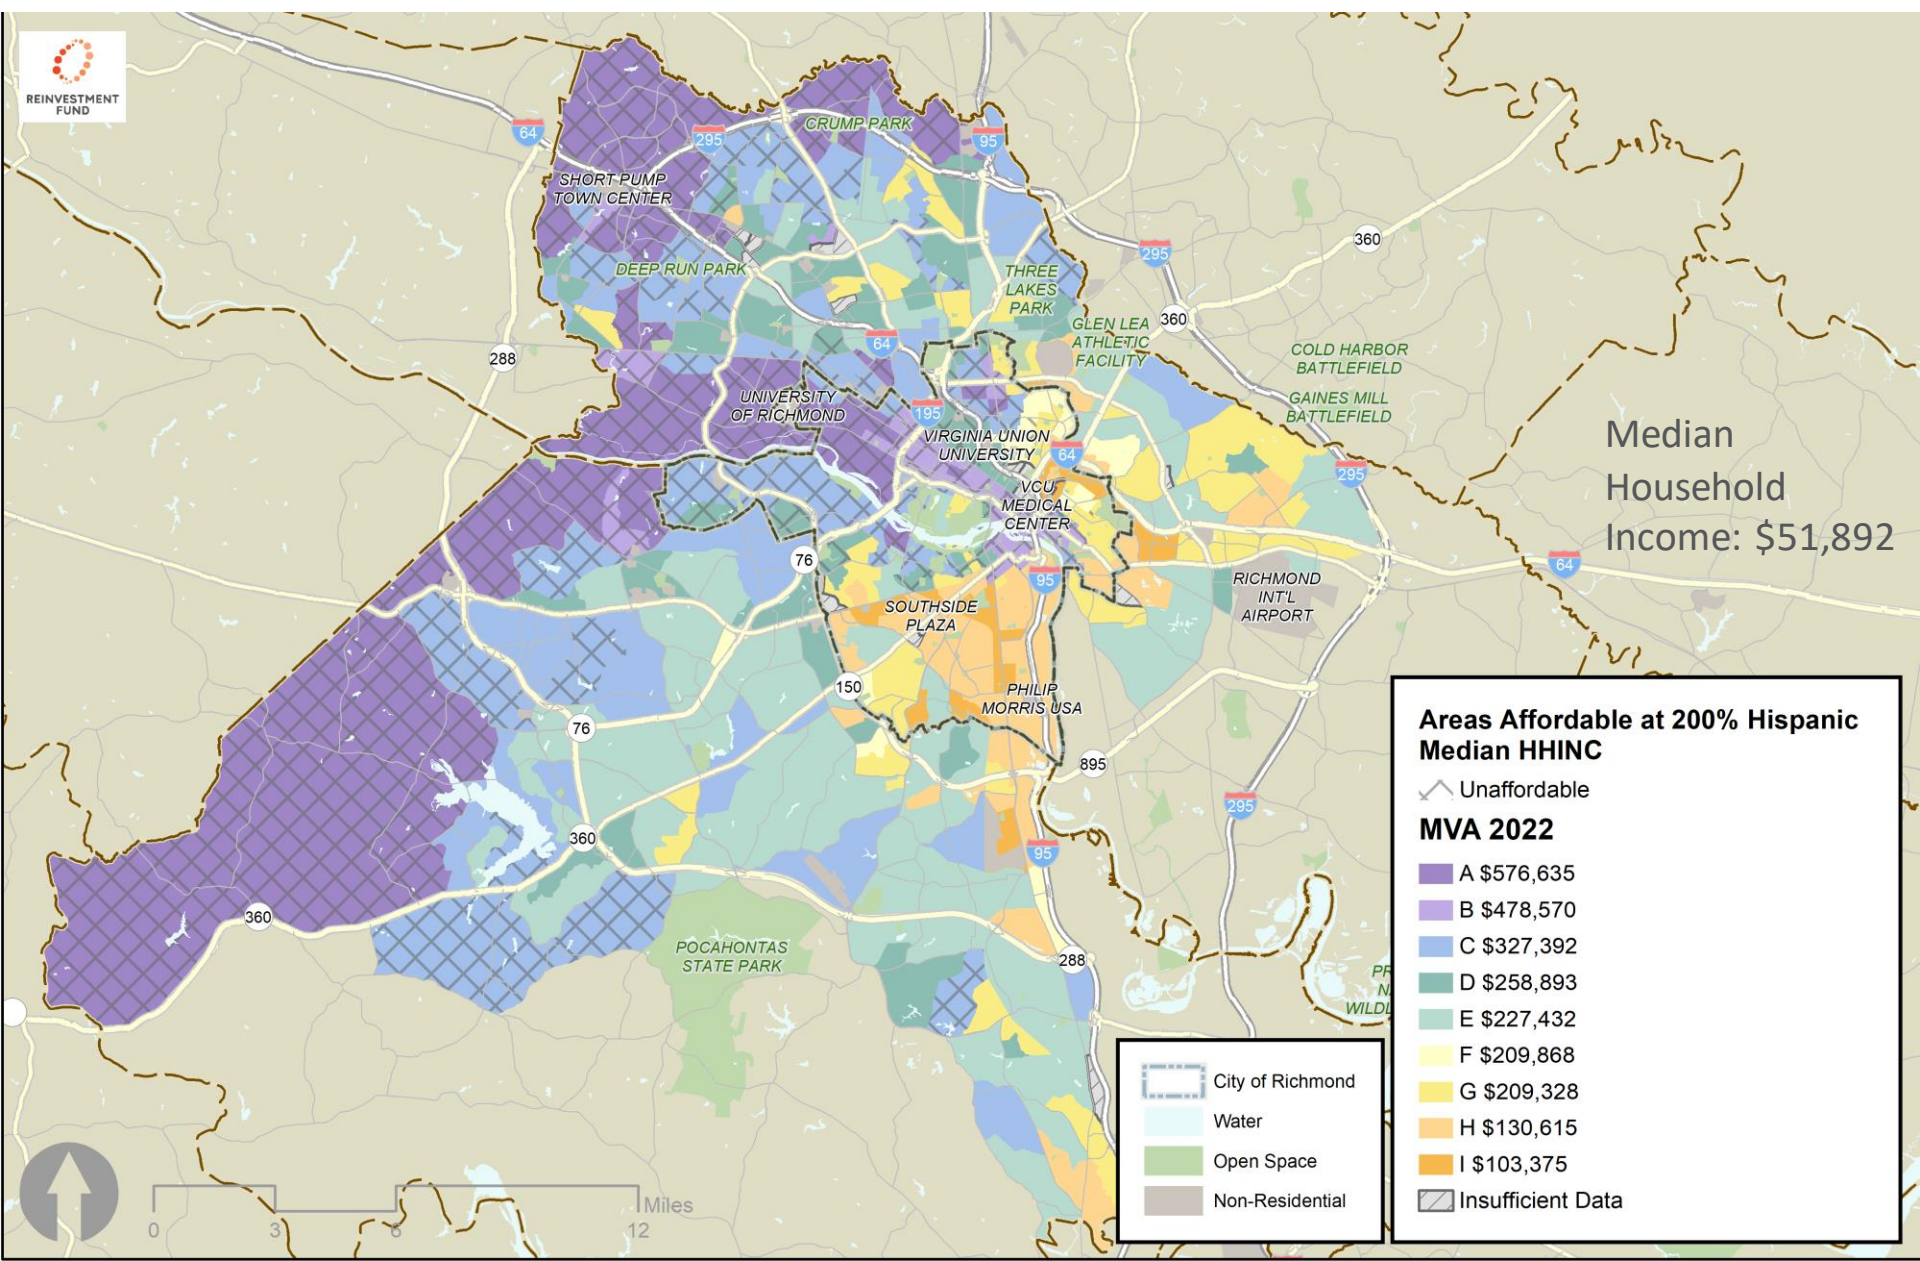 REINVESTMENT
FUND
64
295
CRUMP PARK
95
SHORT PUMP
TOWN CENTER
360
295
DEEP RUN PARK
THREE
LAKES
PARK
360
GLEN LEA
ATHLETIC
FACILITY
64
288
COLD HARBOR
BATTLEFIELD
UNIVERSITY
OF RICHMOND
195
GAINES MILL
BATTLEFIELD
VIRGINIA UNION
UNIVERSITY
64
295
Median
Household
Income: $51,892
VCU
MEDICAL
CENTER
76
95
64
RICHMOND
INT'L
AIRPORT
SOUTHSIDE
PLAZA
150
PHILIP
MORRIS USA
76
895
295
360
95
360
POCAHONTAS
STATE PARK
288
PR
N
WILDL
Areas Affordable at 200% Hispanic
Median HHINC
Unaffordable
MVA 2022
A $576,635
B $478,570
C $327,392
D $258,893
E $227,432
F $209,868
G $209,328
H $130,615
I $103,375
Insufficient Data
City of Richmond
Water
Open Space
Non-Residential
Miles
0 3 6 12